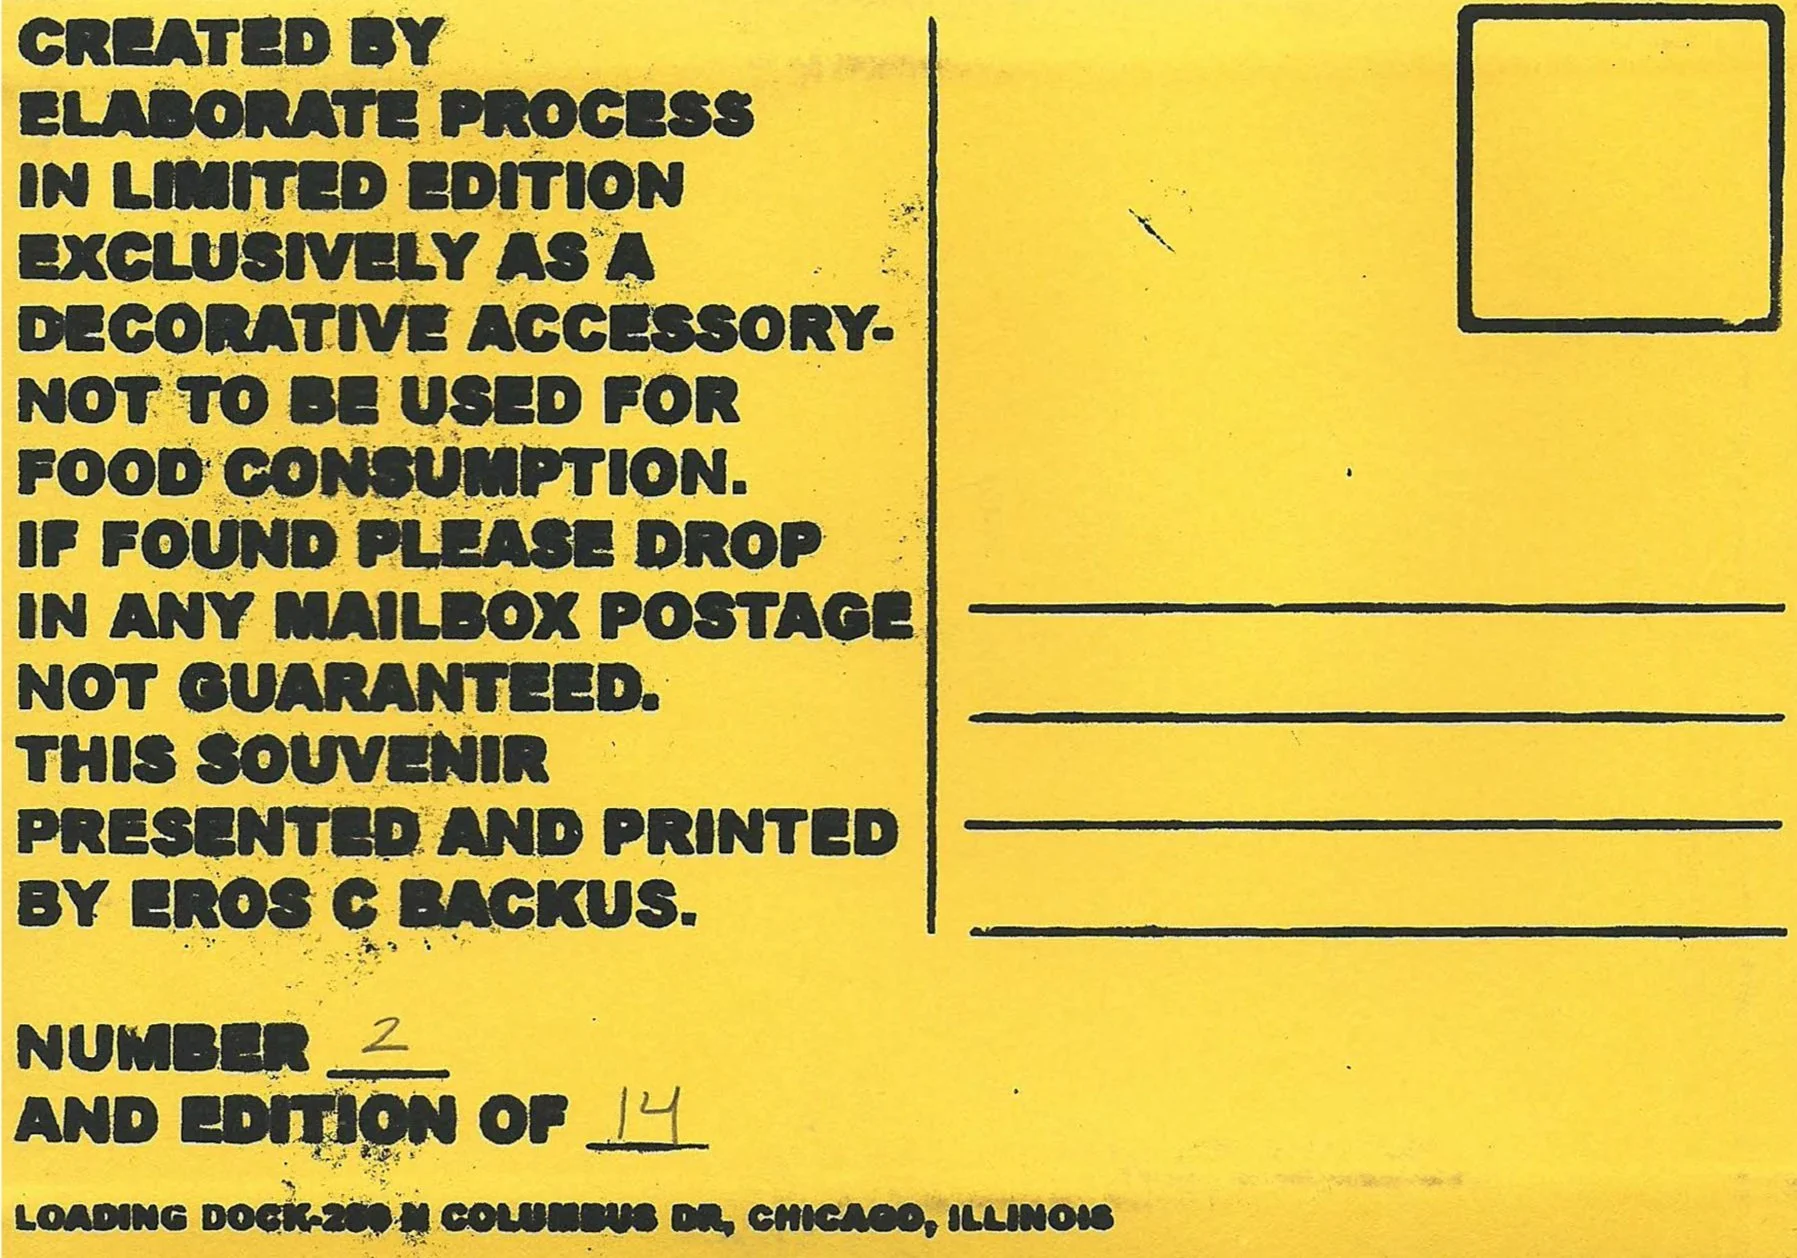 CREATED BY
ELABORATE PROCESS
IN LIMITED EDITION
EXCLUSIVELY AS A
DECORATIVE ACCESSORY-
NOT TO BE USED FOR
FOOD CONSUMPTION.
IF FOUND PLEASE DROP
IN ANY MAILBOX POSTAGE
NOT GUARANTEED.
THIS SOUVENIR
PRESENTED AND PRINTED
BY EROS C BACKUS.
NUMBER 2
AND EDITION OF 14
LOADING DOCK- N COLUMBUS DR, CHICAGO, ILLINOIS